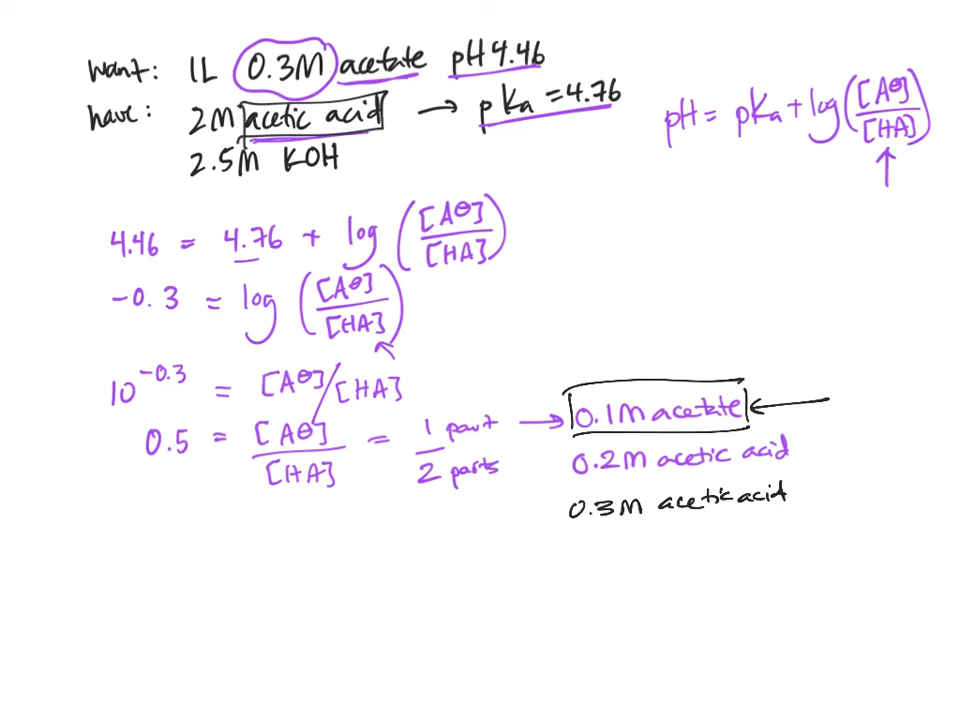 want: 1L 0.3M acetate pH 4.46
have: 2M acetic acid → pKa = 4.76
2.5M KOH
pH = pKa + log([A⊖]/[HA])
4.46 = 4.76 + log([A⊖]/[HA])
-0.3 = log([A⊖]/[HA])
10^-0.3 = [A⊖]/[HA]
0.5 = [A⊖]/[HA] = 1 part/2 parts → 0.1M acetate ←
0.2M acetic acid
0.3M acetic acid